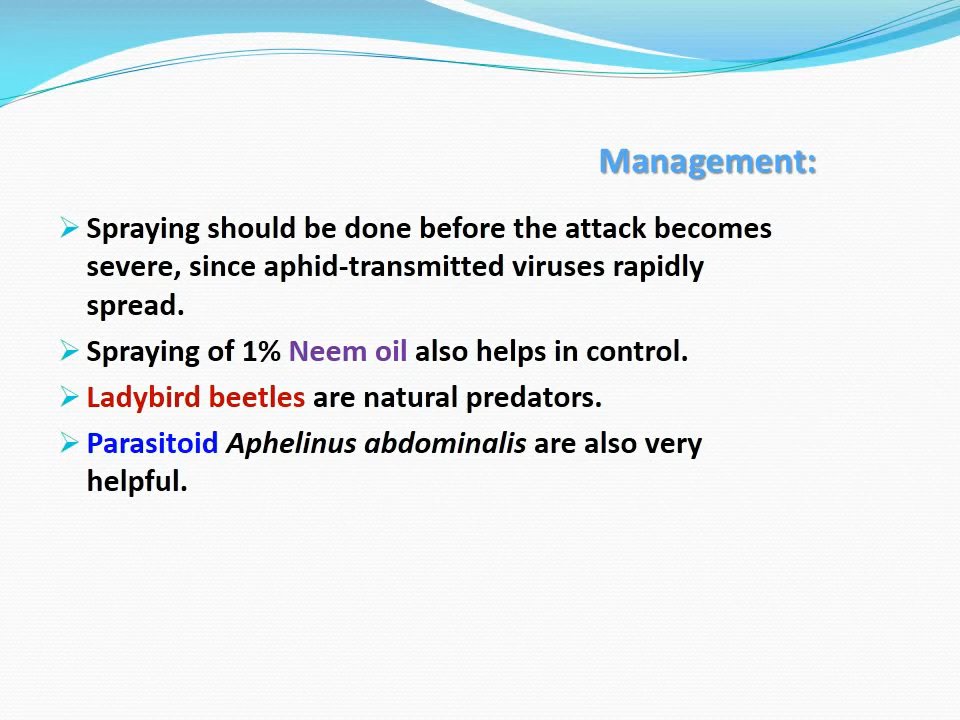 Management:
Spraying should be done before the attack becomes
severe, since aphid-transmitted viruses rapidly
spread.
Spraying of 1% Neem oil also helps in control.
Ladybird beetles are natural predators.
Parasitoid Aphelinus abdominalis are also very
helpful.